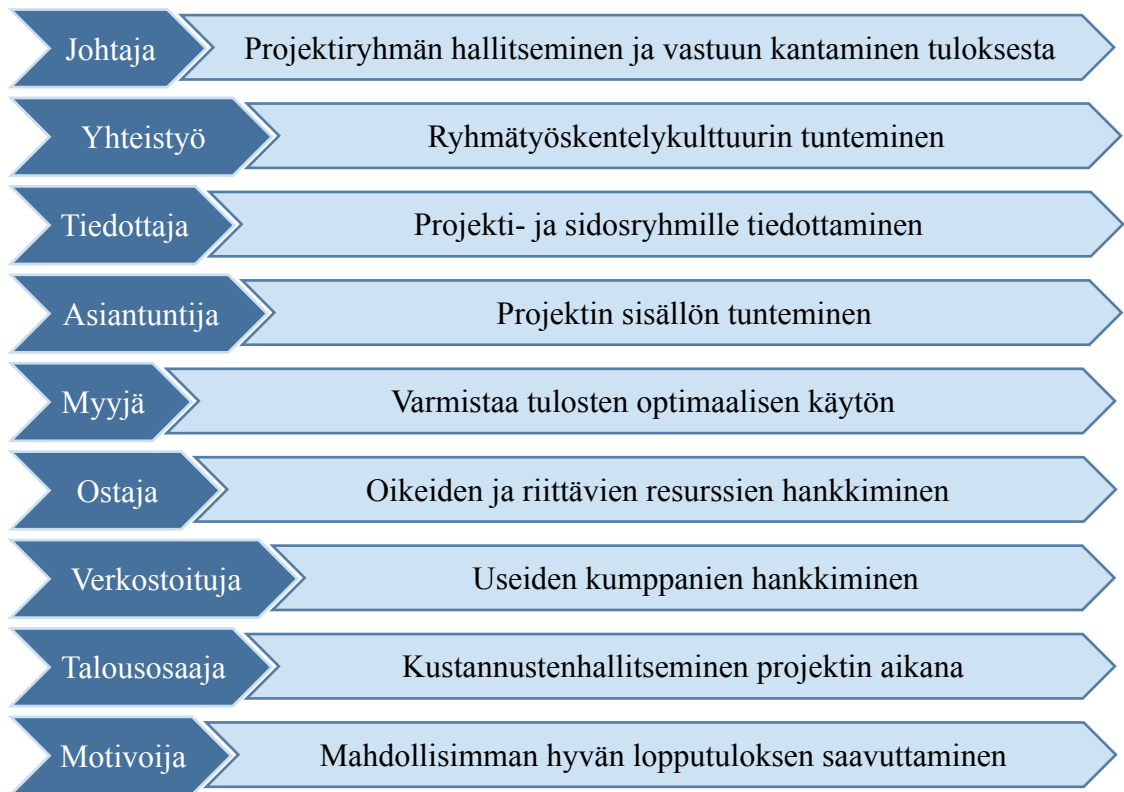 Johtaja Projektiryhmän hallitseminen ja vastuun kantaminen tuloksesta
Yhteistyö Ryhmätyöskentelykulttuurin tunteminen
Tiedottaja Projekti- ja sidosryhmille tiedottaminen
Asiantuntija Projektin sisällön tunteminen
Myyjä Varmistaa tulosten optimaalisen käytön
Ostaja Oikeiden ja riittävien resurssien hankkiminen
Verkostoituja Useiden kumppanien hankkiminen
Talousosaaja Kustannustenhallitseminen projektin aikana
Motivoija Mahdollisimman hyvän lopputuloksen saavuttaminen